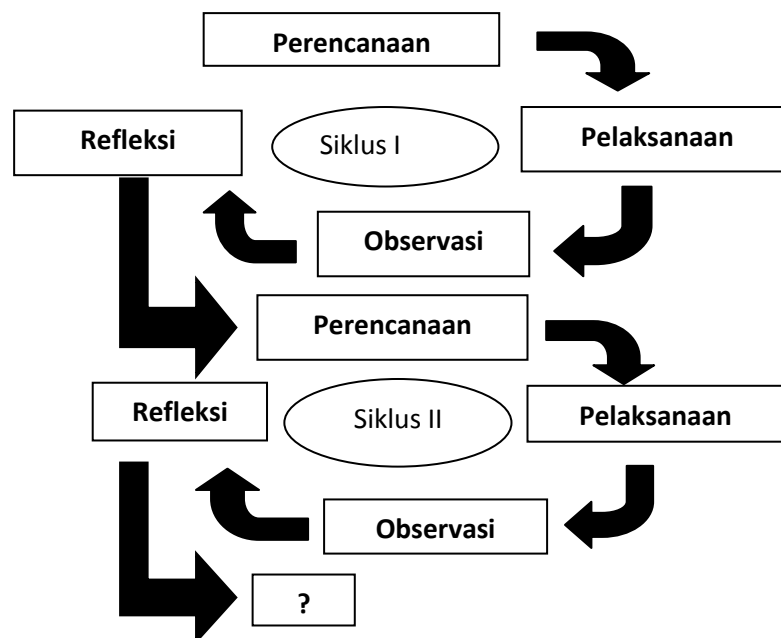 Perencanaan
Refleksi
Siklus I
Pelaksanaan
Observasi
Perencanaan
Refleksi
Siklus II
Pelaksanaan
Observasi
?